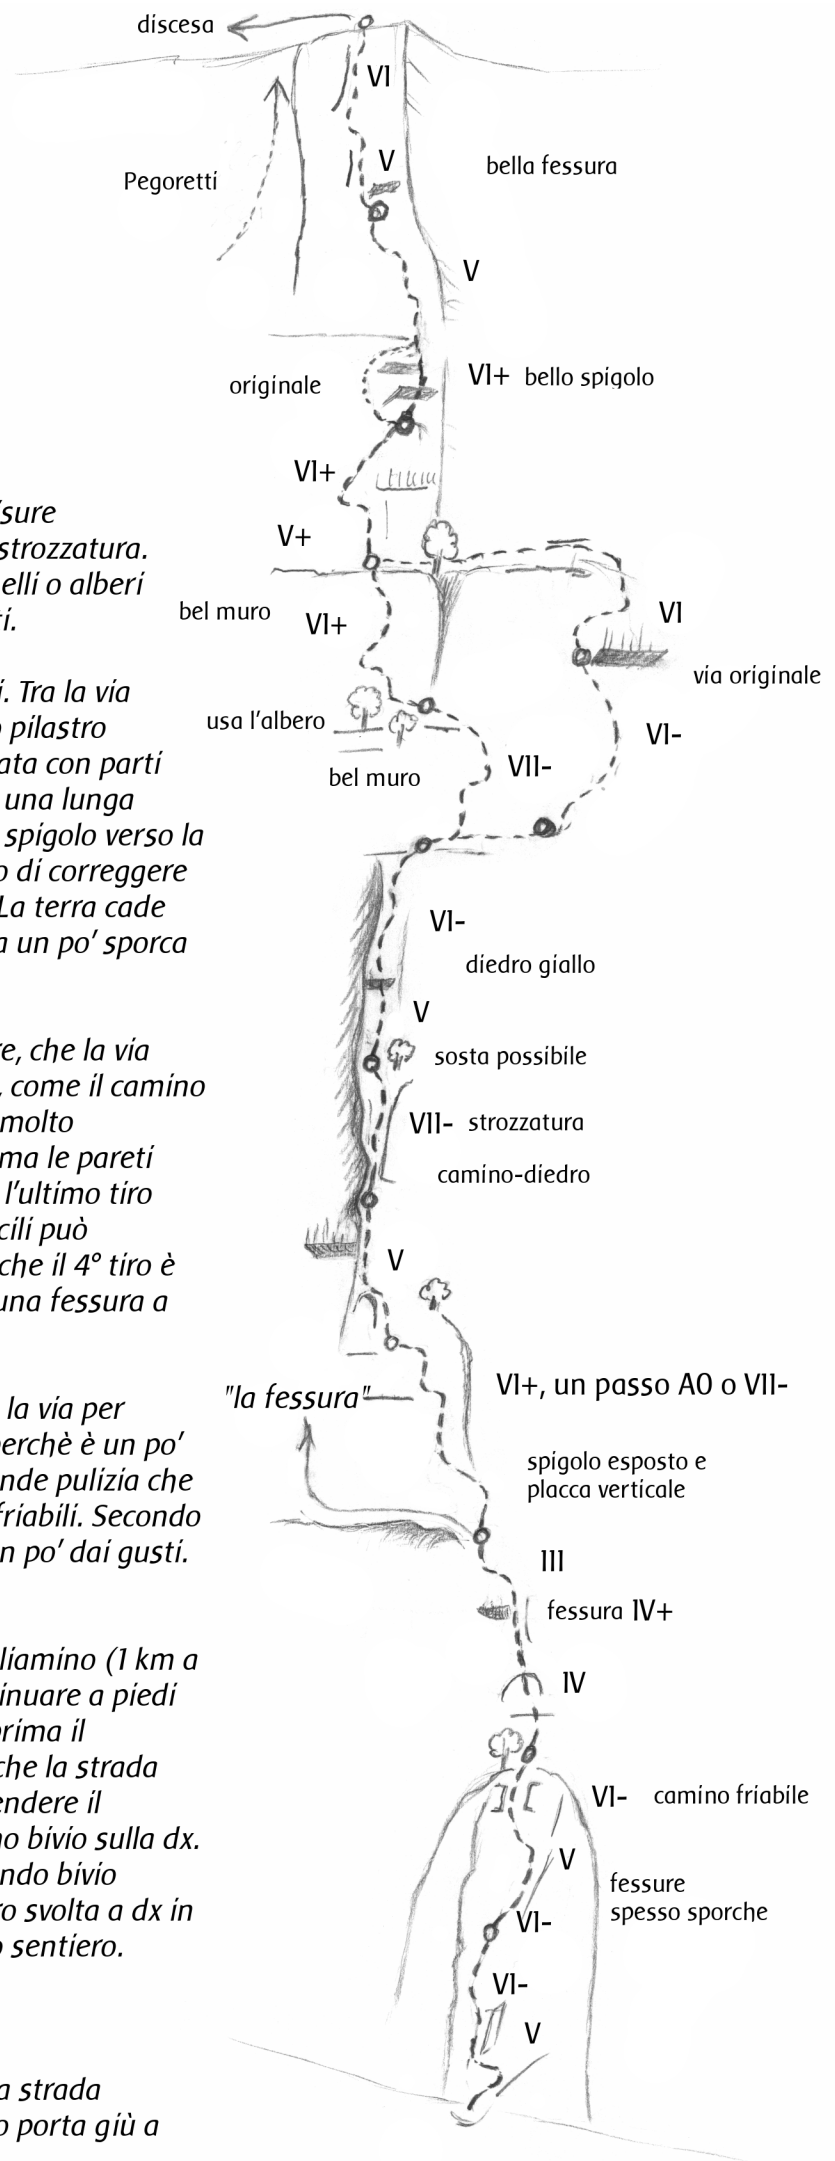 discesa
VI
Pegoretti
V
bella fessura
V
originale
VI+ bello spigolo
VI+
V+
bel muro
VI+
VI
via originale
usa l'albero
VI-
bel muro
VII-
VI-
diedro giallo
V
sosta possibile
VII- strozzatura
camino-diedro
V
"la fessura"
VI+, un passo A0 o VII-
spigolo esposto e
placca verticale
III
fessura IV+
IV
VI- camino friabile
V
fessure
spesso sporche
VI-
VI-
V
strozzatura.
elli o alberi
i. Tra la via
pilastro
ata con parti
una lunga
spigolo verso la
di correggere
La terra cade
a un po' sporca
e, che la via
, come il camino
molto
ma le pareti
l'ultimo tiro
cili può
che il 4° tiro è
una fessura a
la via per
perchè è un po'
nde pulizia che
friabili. Secondo
n po' dai gusti.
liamino (1 km a
inuare a piedi
prima il
che la strada
endere il
no bivio sulla dx.
ndo bivio
ro svolta a dx in
sentiero.
a strada
o porta giù a